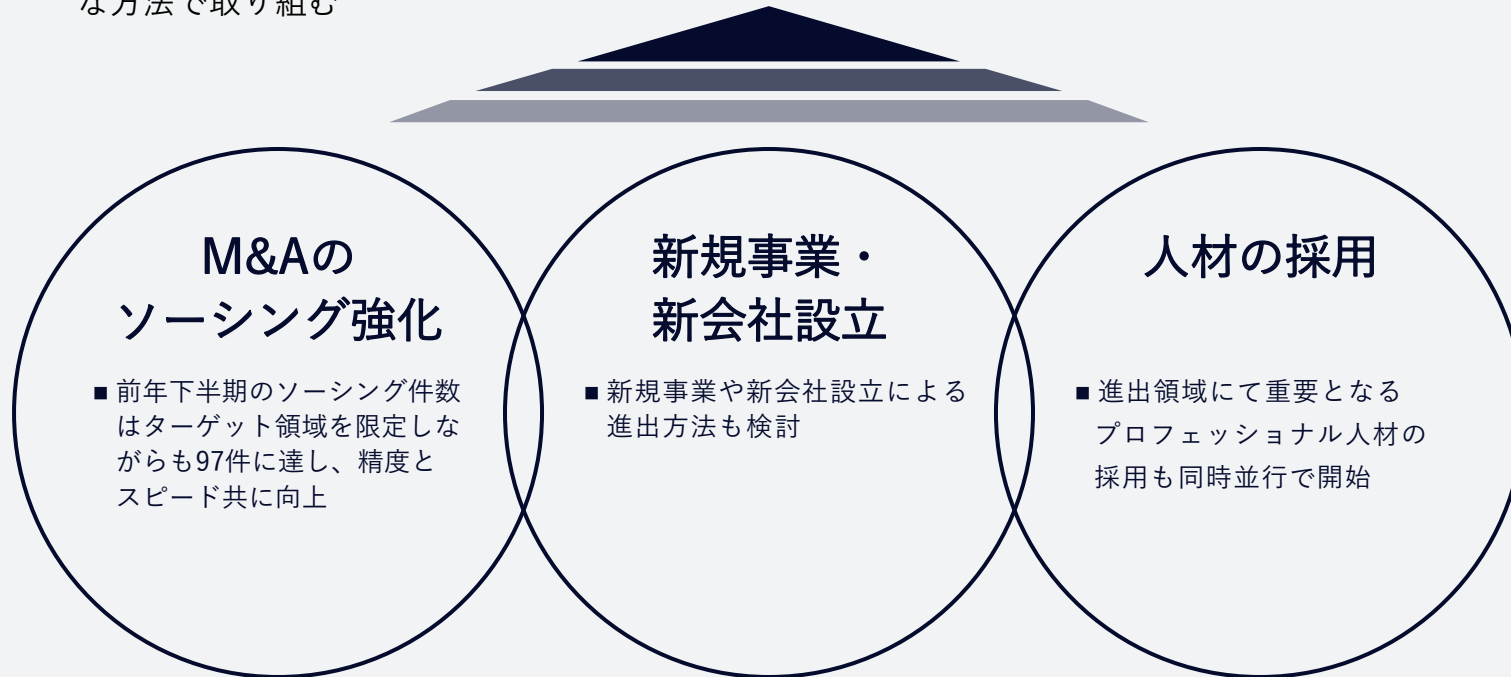 な方法で取り組む
M&Aの
ソーシング強化
■ 前年下半期のソーシング件数
はターゲット領域を限定しな
がらも97件に達し、精度と
スピード共に向上
新規事業・
新会社設立
■ 新規事業や新会社設立による
進出方法も検討
人材の採用
■ 進出領域にて重要となる
プロフェッショナル人材の
採用も同時並行で開始